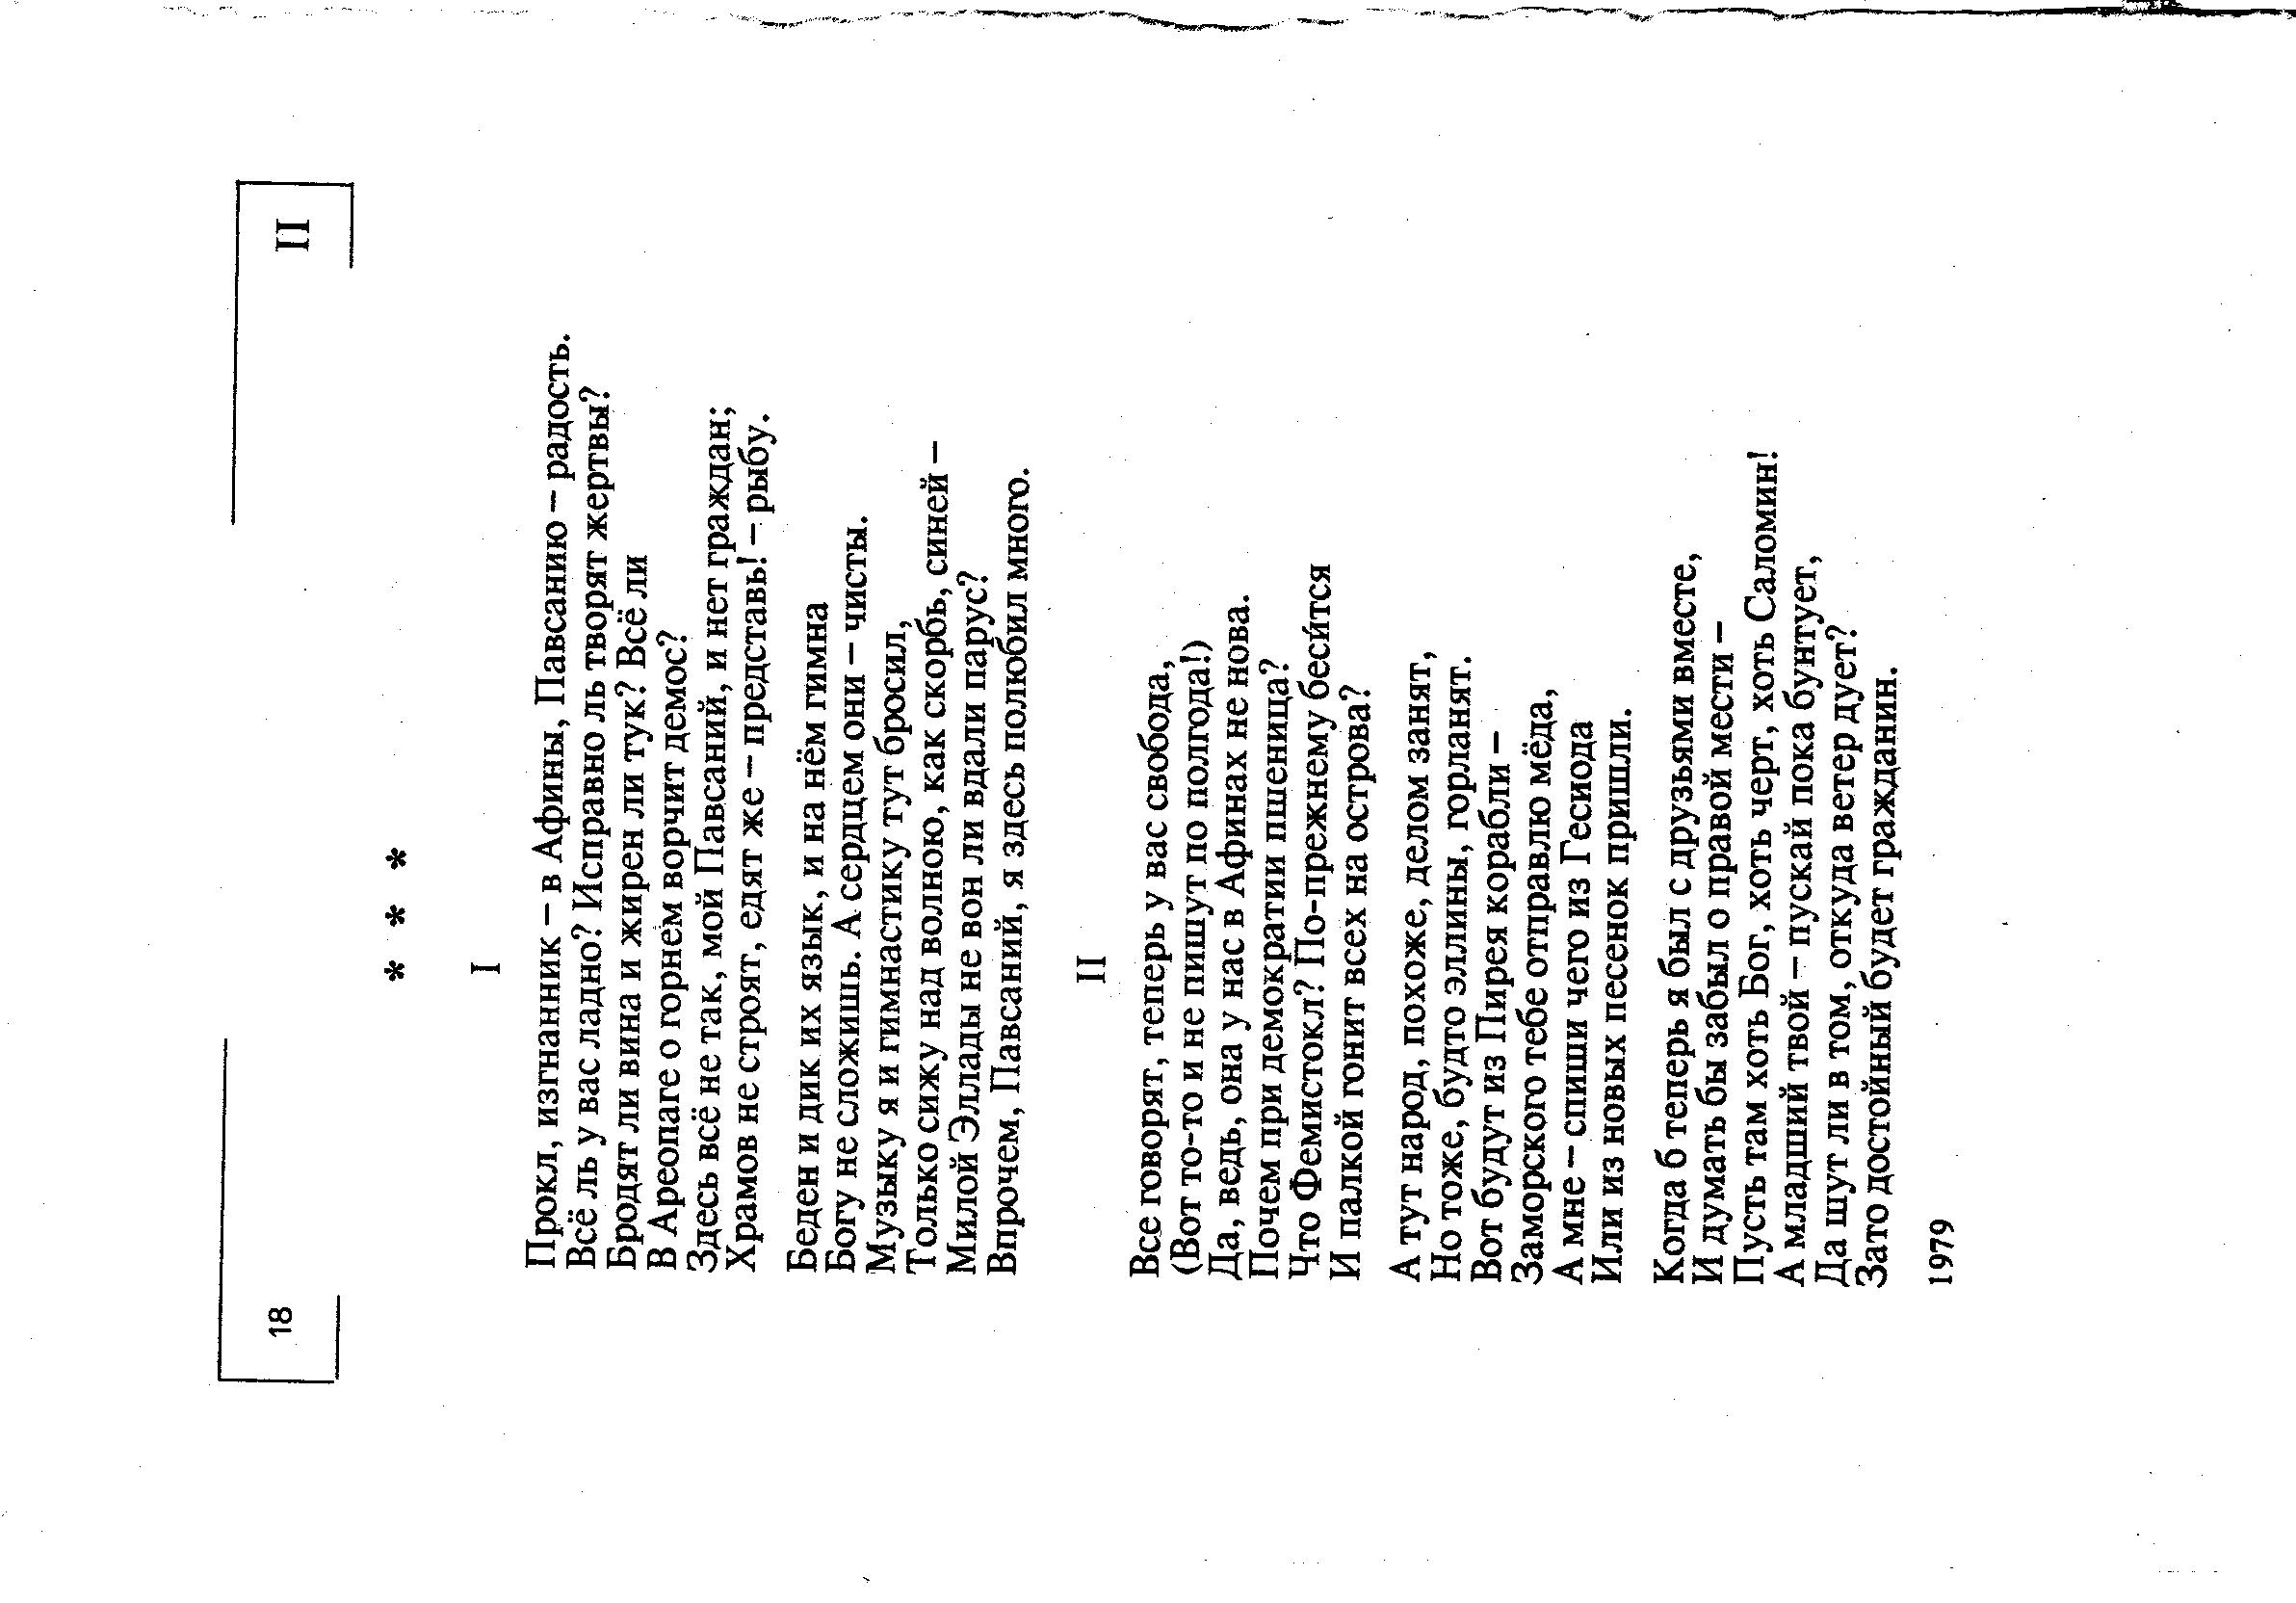 18
II
* * *
I
Прокл, изгнанник – в Афины, Павсанию – радость.
Всё ль у вас ладно? Исправно ль творят жертвы?
Бродят ли вина и жирен ли тук? Всё ли
В Ареопаге о горнем ворчит демос?
Здесь всё не так, мой Павсаний, и нет граждан;
Храмов не строят, едят же – представь! – рыбу.
Беден и дик их язык, и на нём гимна
Богу не сложишь. А сердцем они – чисты.
Музыку я и гимнастику тут бросил,
Только сижу над волною, как скорбь, синей –
Милой Эллады не вон ли вдали парус?
Впрочем, Павсаний, я здесь полюбил много.
II
Все говорят, теперь у вас свобода,
(Вот то-то и не пишут по полгода!)
Да, ведь, она у нас в Афинах не нова.
Почем при демократии пшеница?
Что Фемистокл? По-прежнему беси́тся
И палкой гонит всех на острова?
А тут народ, похоже, делом занят,
Но тоже, будто эллины, горланят.
Вот будут из Пирея корабли –
Заморского тебе отправлю мёда,
А мне – спиши чего из Гесиода
Или из новых песенок пришли.
Когда б теперь я был с друзьями вместе,
И думать бы забыл о правой мести –
Пусть там хоть Бог, хоть черт, хоть Саломин!
А младший твой – пускай пока бунтует,
Да шут ли в том, откуда ветер дует?
Зато достойный будет гражданин.
1979